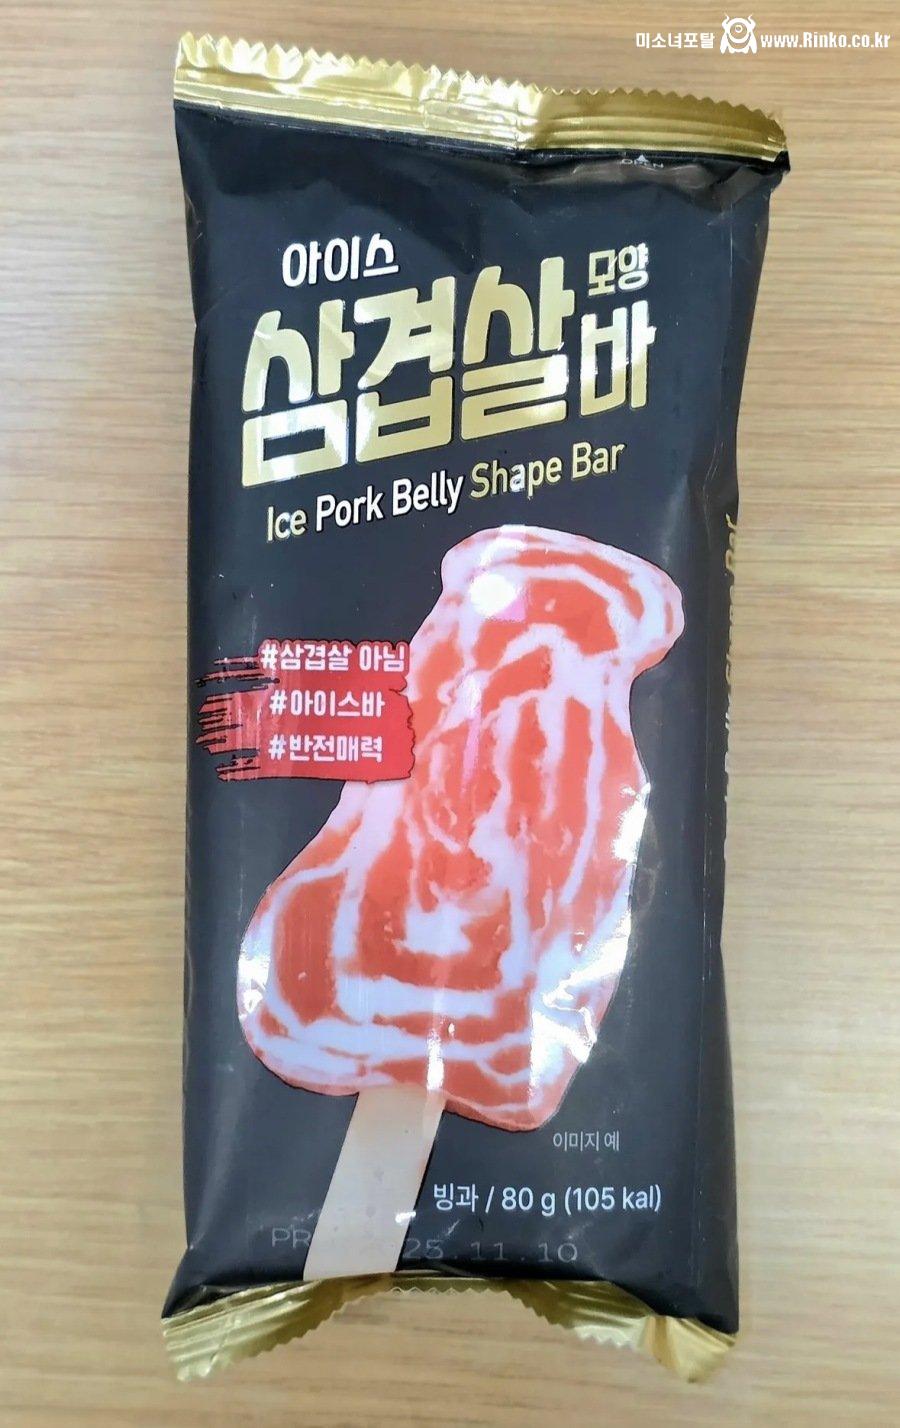 미소녀포탈 www.Rinko.co.kr
OPEN
아이스
삼겹살 모양
바
Ice Pork Belly Shape Bar
#삼겹살 아님
#아이스바
#반전매력
이미지 예
빙과 / 80 g (105 kal)
25.11.10